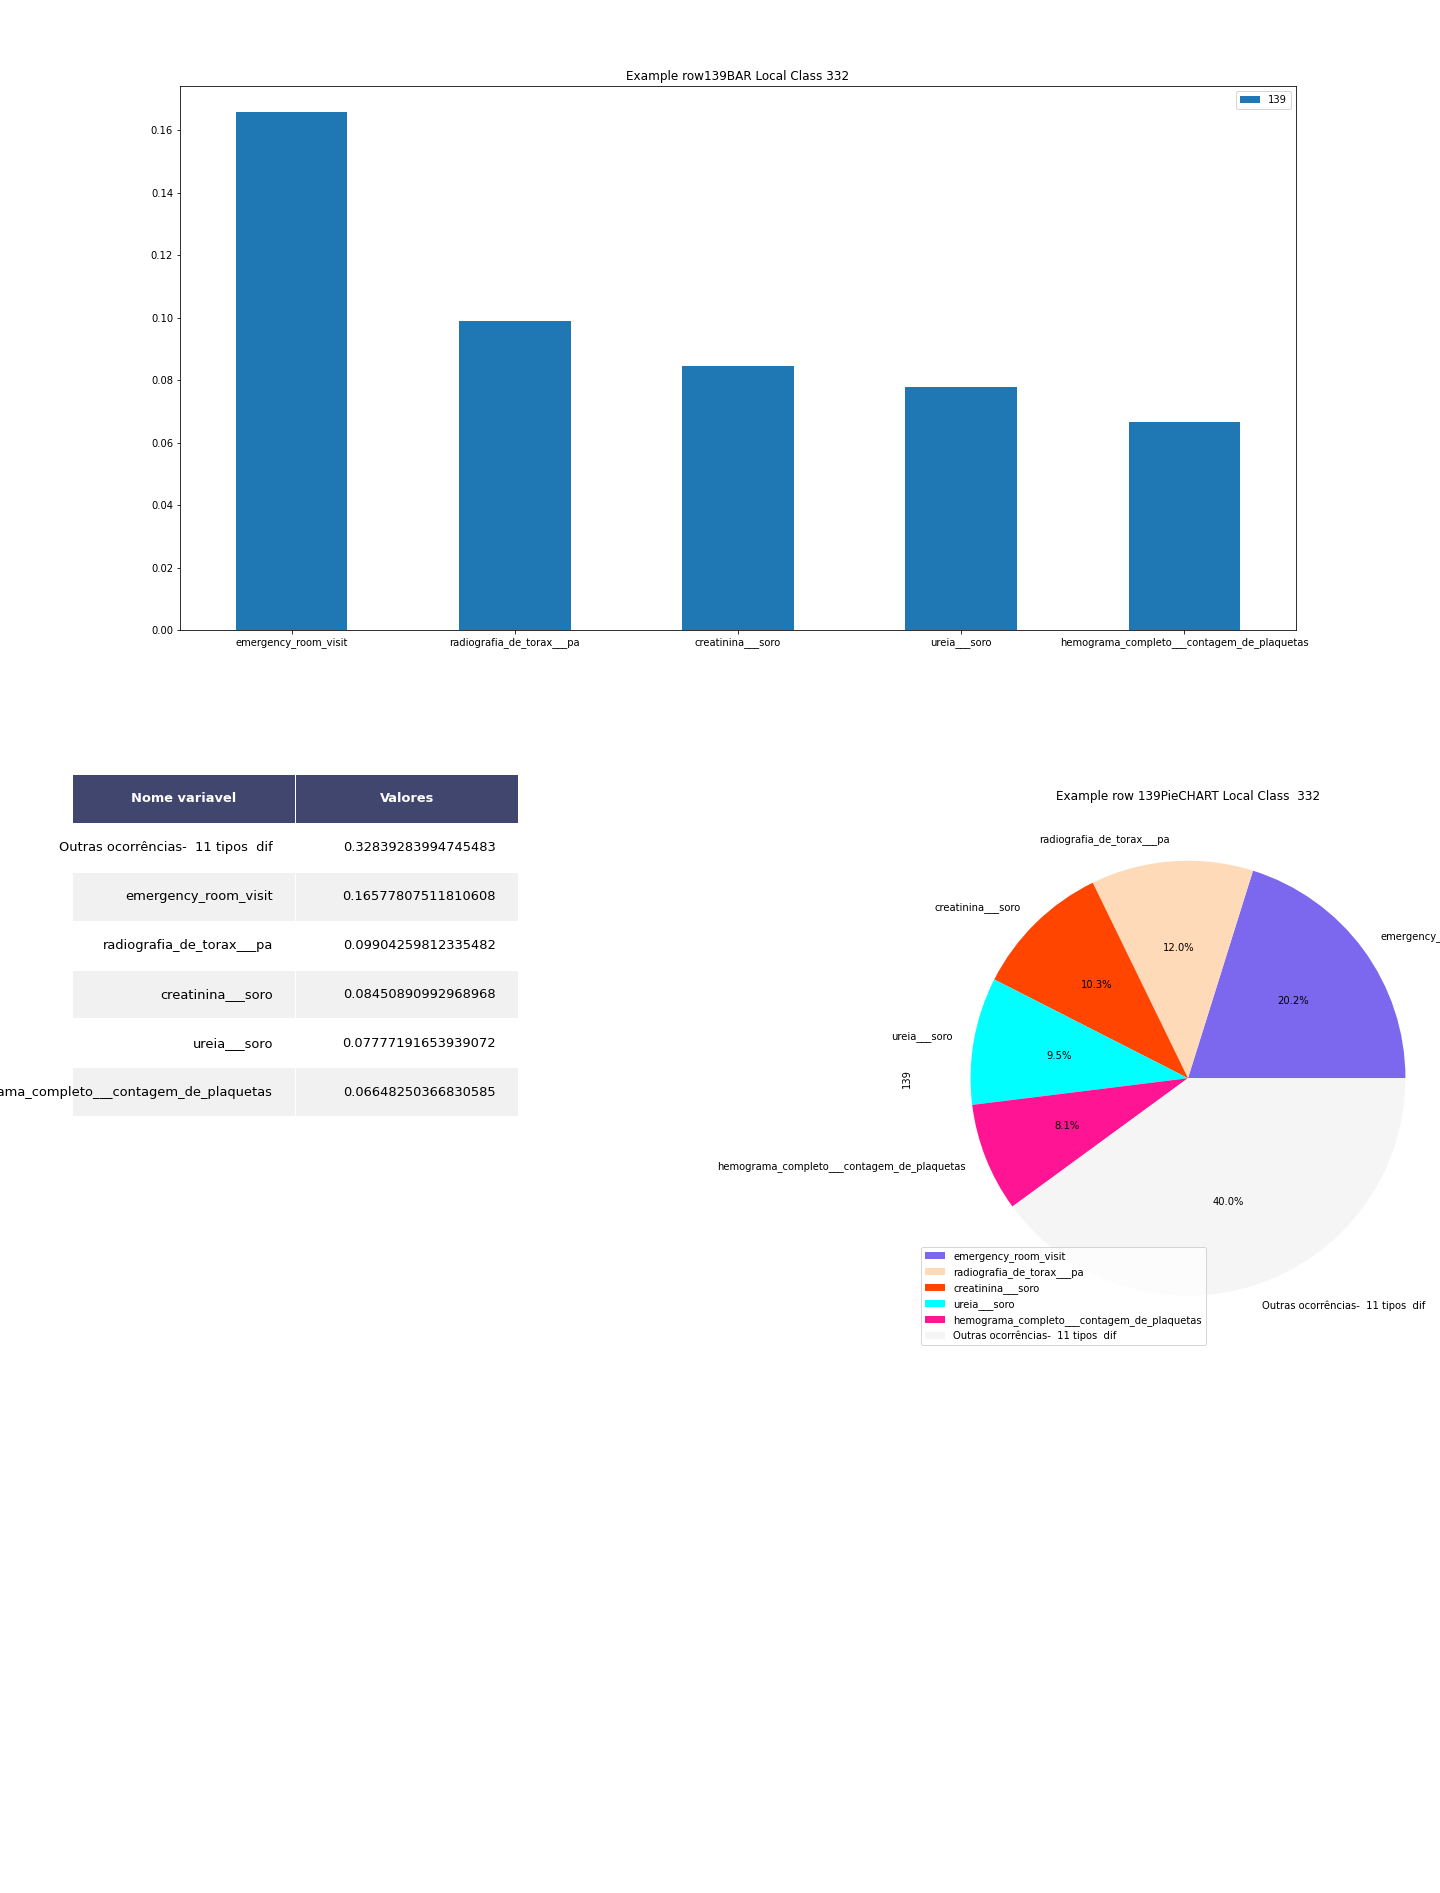 Example row139BAR Local Class 332
139
0.16
0.14
0.12
0.10
0.08
0.06
0.04
0.02
0.00
emergency_room_visit radiografia_de_torax___pa creatinina___soro ureia___soro hemograma_completo___contagem_de_plaquetas
Nome variavel Valores
Outras ocorrências-  11 tipos  dif 0.32839283994745483
emergency_room_visit 0.16577807511810608
radiografia_de_torax___pa 0.09904259812335482
creatinina___soro 0.08450890992968968
ureia___soro 0.07777191653939072
ama_completo___contagem_de_plaquetas 0.06648250366830585
Example row 139PieCHART Local Class  332
radiografia_de_torax___pa
creatinina___soro
emergency_
12.0%
10.3%
20.2%
ureia___soro
9.5%
139
8.1%
hemograma_completo___contagem_de_plaquetas
40.0%
emergency_room_visit
radiografia_de_torax___pa
creatinina___soro
ureia___soro
hemograma_completo___contagem_de_plaquetas
Outras ocorrências-  11 tipos  dif
Outras ocorrências-  11 tipos  dif